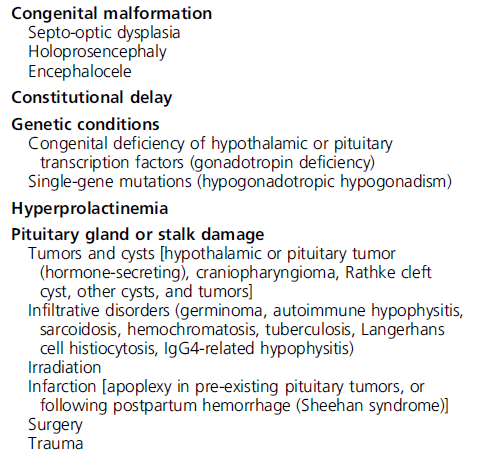 Congenital malformation
Septo-optic dysplasia
Holoprosencephaly
Encephalocele
Constitutional delay
Genetic conditions
Congenital deficiency of hypothalamic or pituitary
transcription factors (gonadotropin deficiency)
Single-gene mutations (hypogonadotropic hypogonadism)
Hyperprolactinemia
Pituitary gland or stalk damage
Tumors and cysts [hypothalamic or pituitary tumor
(hormone-secreting), craniopharyngioma, Rathke cleft
cyst, other cysts, and tumors]
Infiltrative disorders (germinoma, autoimmune hypophysitis,
sarcoidosis, hemochromatosis, tuberculosis, Langerhans
cell histiocytosis, IgG4-related hypophysitis)
Irradiation
Infarction [apoplexy in pre-existing pituitary tumors, or
following postpartum hemorrhage (Sheehan syndrome)]
Surgery
Trauma